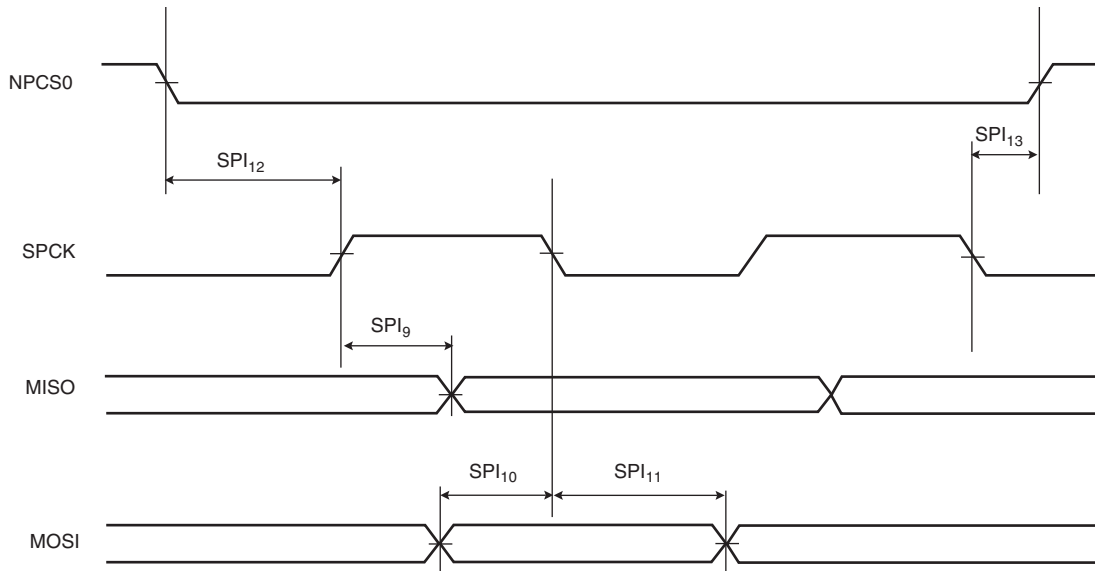 NPCS0
SPI₁₂
SPI₁₃
SPCK
SPI₉
MISO
SPI₁₀
SPI₁₁
MOSI